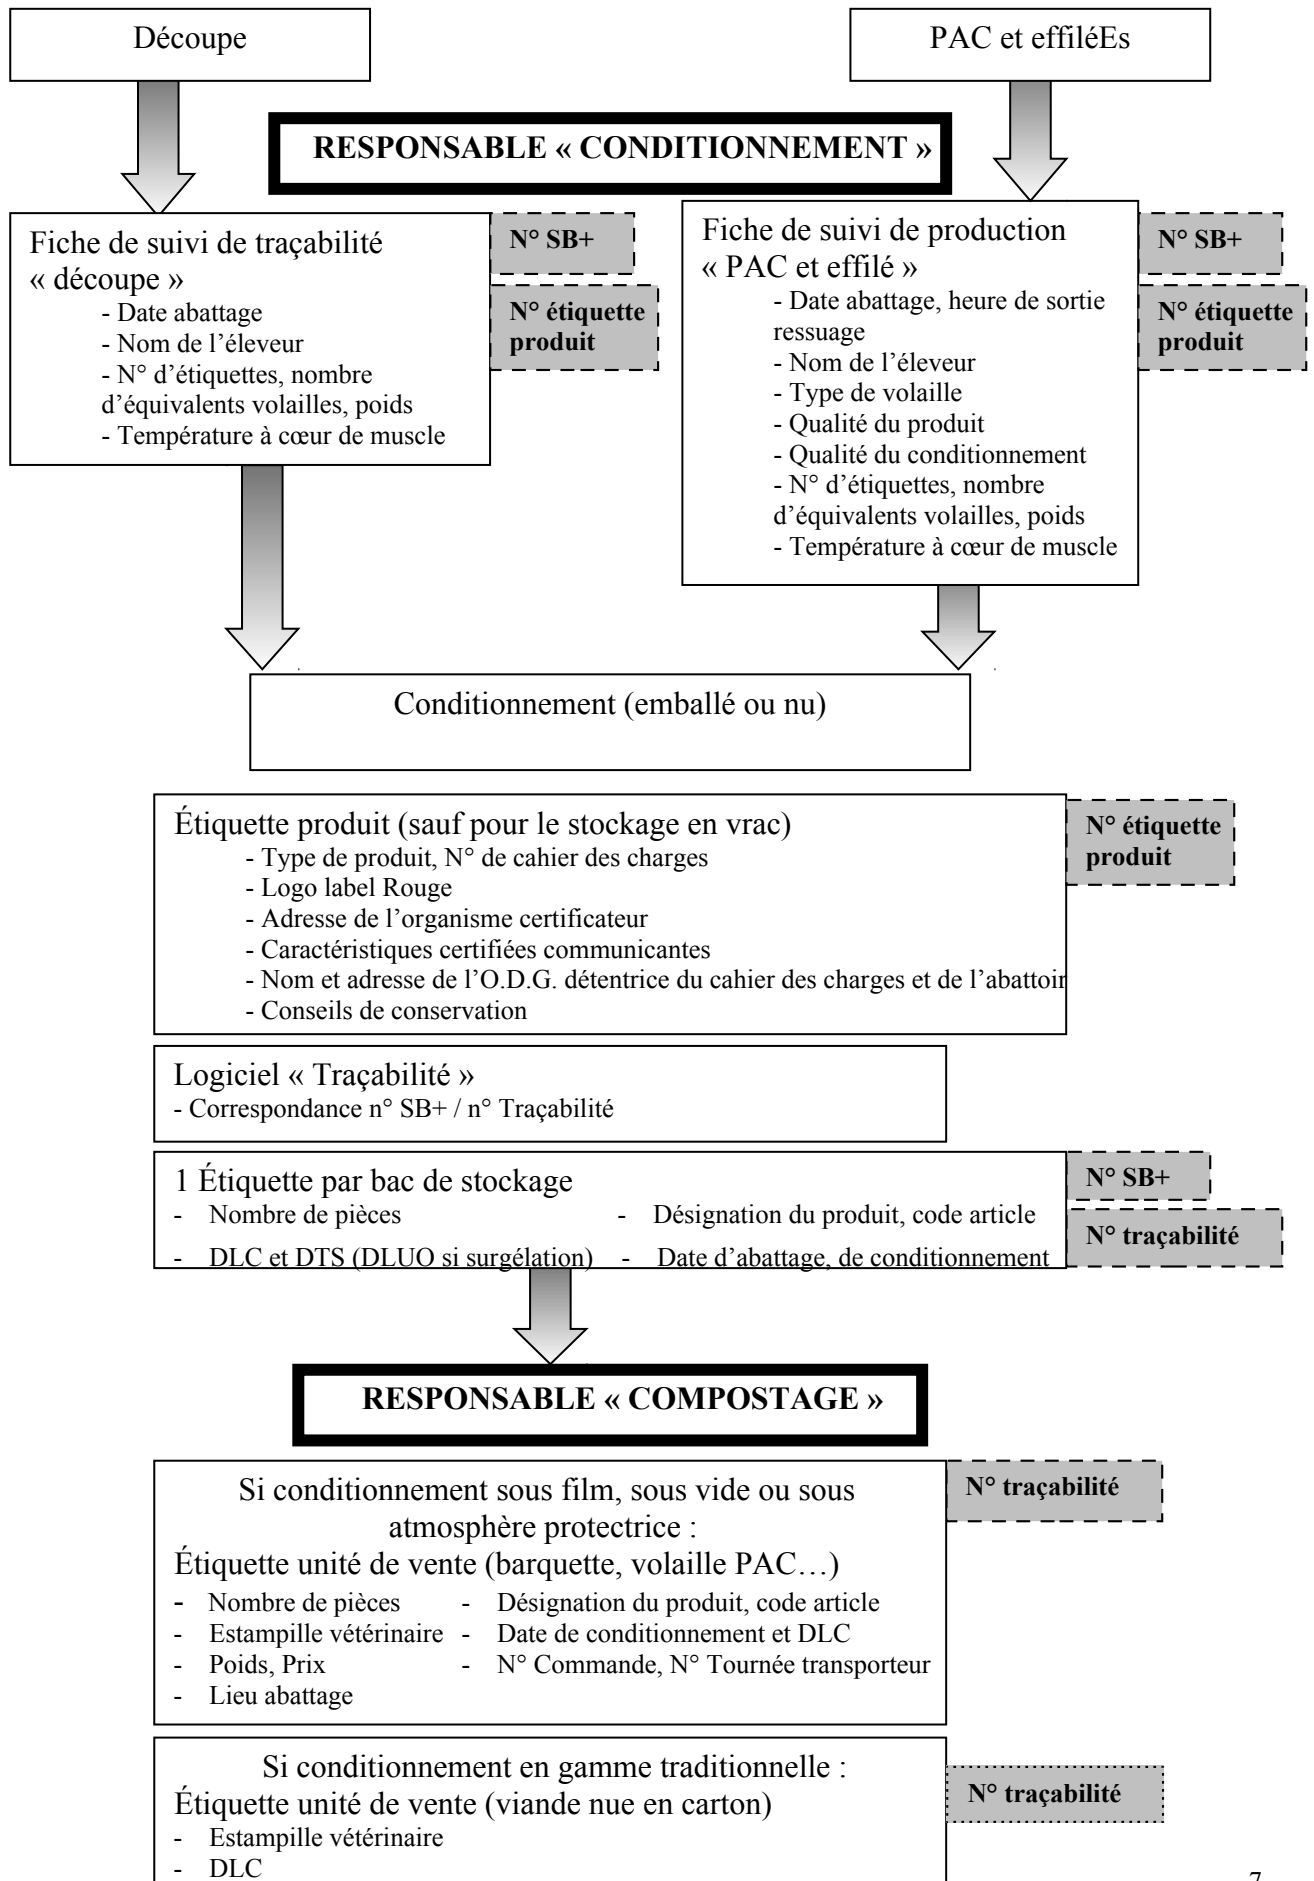 Découpe
PAC et effiléEs
RESPONSABLE « CONDITIONNEMENT »
Fiche de suivi de traçabilité
« découpe »
- Date abattage
- Nom de l’éleveur
- N° d’étiquettes, nombre
d’équivalents volailles, poids
- Température à cœur de muscle
N° SB+
N° étiquette
produit
Fiche de suivi de production
« PAC et effilé »
- Date abattage, heure de sortie
ressuage
- Nom de l’éleveur
- Type de volaille
- Qualité du produit
- Qualité du conditionnement
- N° d’étiquettes, nombre
d’équivalents volailles, poids
- Température à cœur de muscle
N° SB+
N° étiquette
produit
Conditionnement (emballé ou nu)
Étiquette produit (sauf pour le stockage en vrac)
- Type de produit, N° de cahier des charges
- Logo label Rouge
- Adresse de l’organisme certificateur
- Caractéristiques certifiées communicantes
- Nom et adresse de l’O.D.G. détentrice du cahier des charges et de l’abattoir
- Conseils de conservation
N° étiquette
produit
Logiciel « Traçabilité »
- Correspondance n° SB+ / n° Traçabilité
1 Étiquette par bac de stockage
- Nombre de pièces - Désignation du produit, code article
- DLC et DTS (DLUO si surgélation) - Date d’abattage, de conditionnement
N° SB+
N° traçabilité
RESPONSABLE « COMPOSTAGE »
Si conditionnement sous film, sous vide ou sous
atmosphère protectrice :
Étiquette unité de vente (barquette, volaille PAC…)
- Nombre de pièces - Désignation du produit, code article
- Estampille vétérinaire - Date de conditionnement et DLC
- Poids, Prix - N° Commande, N° Tournée transporteur
- Lieu abattage
N° traçabilité
Si conditionnement en gamme traditionnelle :
Étiquette unité de vente (viande nue en carton)
- Estampille vétérinaire
- DLC
N° traçabilité
7